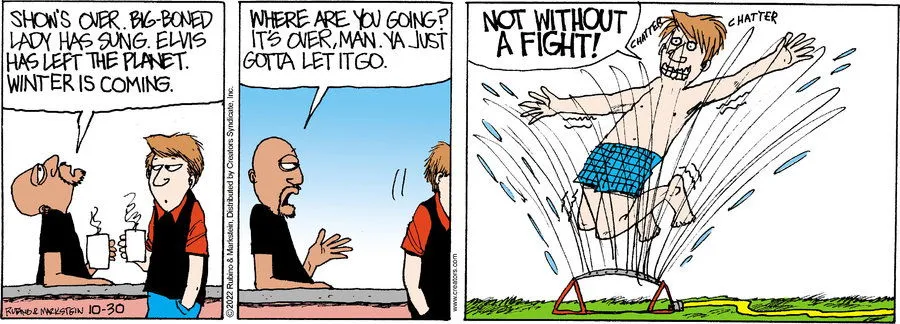 SHOW'S OVER. BIG-BONED
LADY HAS SUNG. ELVIS
HAS LEFT THE PLANET.
WINTER IS COMING.
RUBINO & MARKSTEIN 10-30
©2022 Rubino & Markstein, Distributed by Creators Syndicate, Inc.
WHERE ARE YOU GOING?
IT'S OVER, MAN. YA JUST
GOTTA LET IT GO.
www.creators.com
NOT WITHOUT
A FIGHT!
CHATTER
CHATTER